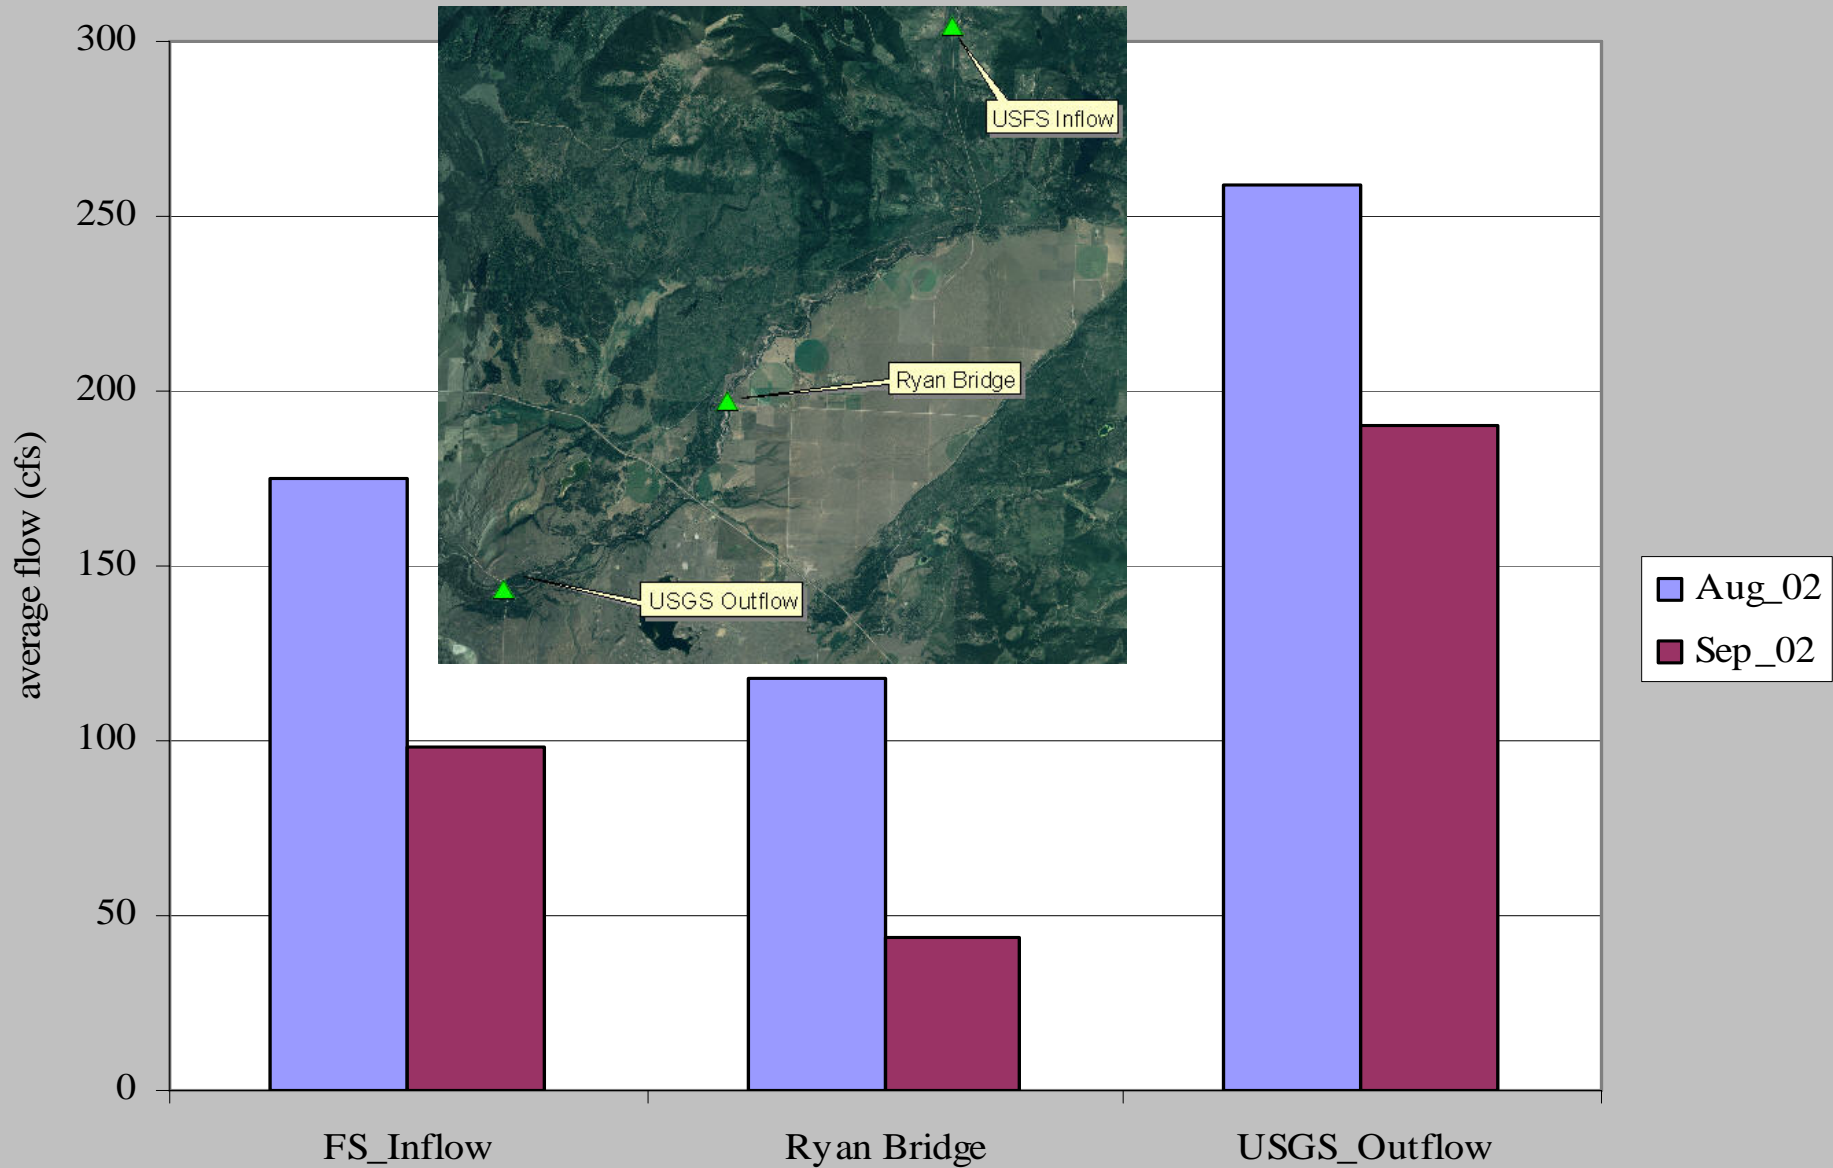 300
250
200
150
100
50
0
average flow (cfs)
USFS Inflow
Ryan Bridge
USGS Outflow
Aug_02
Sep_02
FS_Inflow
Ryan Bridge
USGS_Outflow